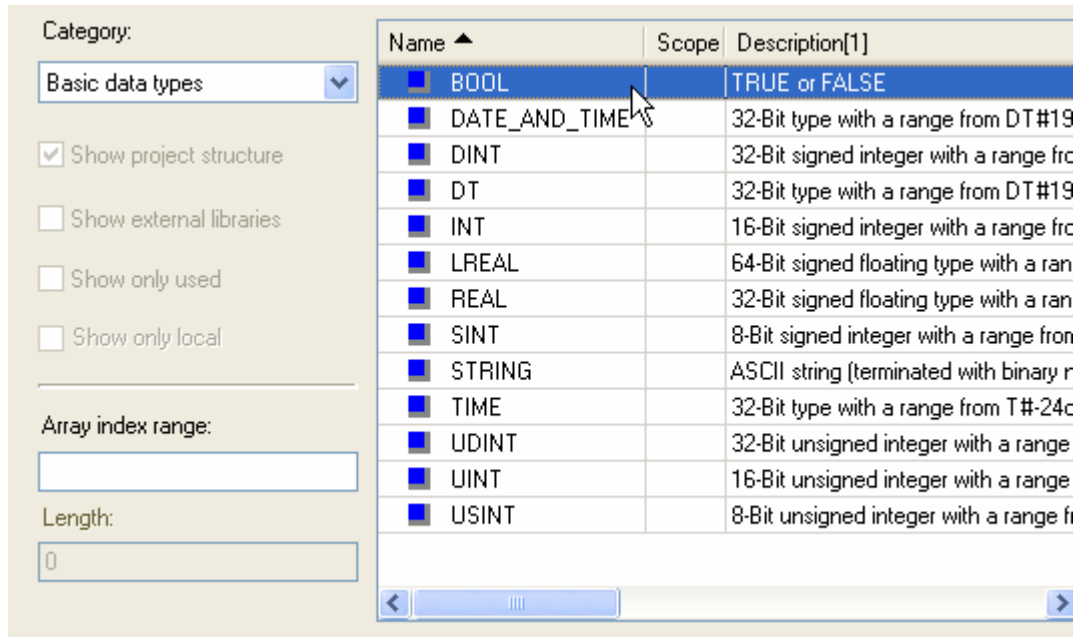 Category:
Basic data types
Show project structure
Show external libraries
Show only used
Show only local
Array index range:
Length:
0
Name Scope Description[1]
BOOL TRUE or FALSE
DATE_AND_TIME 32-Bit type with a range from DT#19
DINT 32-Bit signed integer with a range
DT 32-Bit type with a range from DT#19
INT 16-Bit signed integer with a range
LREAL 64-Bit signed floating type with a
REAL 32-Bit signed floating type with a
SINT 8-Bit signed integer with a range
STRING ASCII string (terminated with binary
TIME 32-Bit type with a range from T#-24
UDINT 32-Bit unsigned integer with a range
UINT 16-Bit unsigned integer with a range
USINT 8-Bit unsigned integer with a range